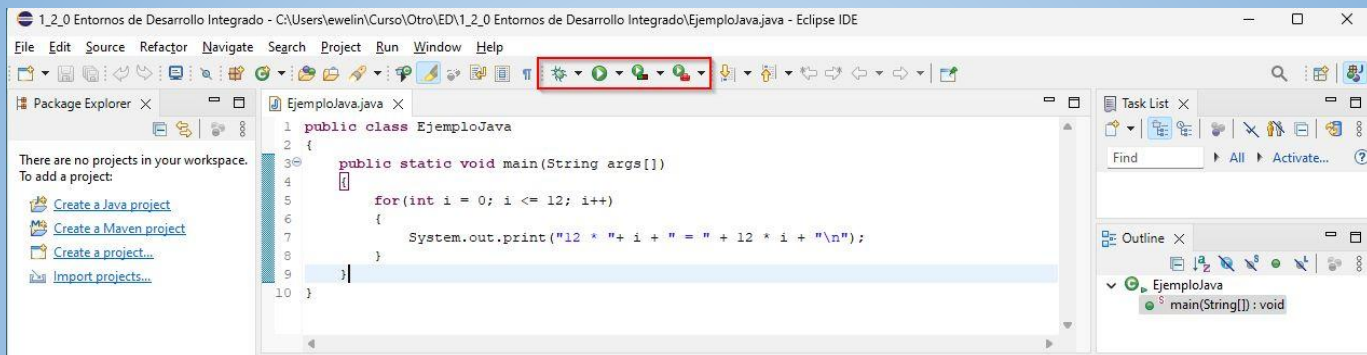 1_2_0 Entornos de Desarrollo Integrado - C:\Users\ewelin\Curso\Otro\ED\1_2_0 Entornos de Desarrollo Integrado\EjemploJava.java - Eclipse IDE
File Edit Source Refactor Navigate Search Project Run Window Help
Package Explorer
There are no projects in your workspace.
To add a project:
Create a Java project
Create a Maven project
Create a project...
Import projects...
EjemploJava.java
1 public class EjemploJava
2 {
3 public static void main(String args[])
4 {
5 for(int i = 0; i <= 12; i++)
6 {
7 System.out.print("12 * "+ i + " = " + 12 * i + "\n");
8 }
9 }
10 }
Task List
Find All Activate...
Outline
EjemploJava
main(String[]) : void